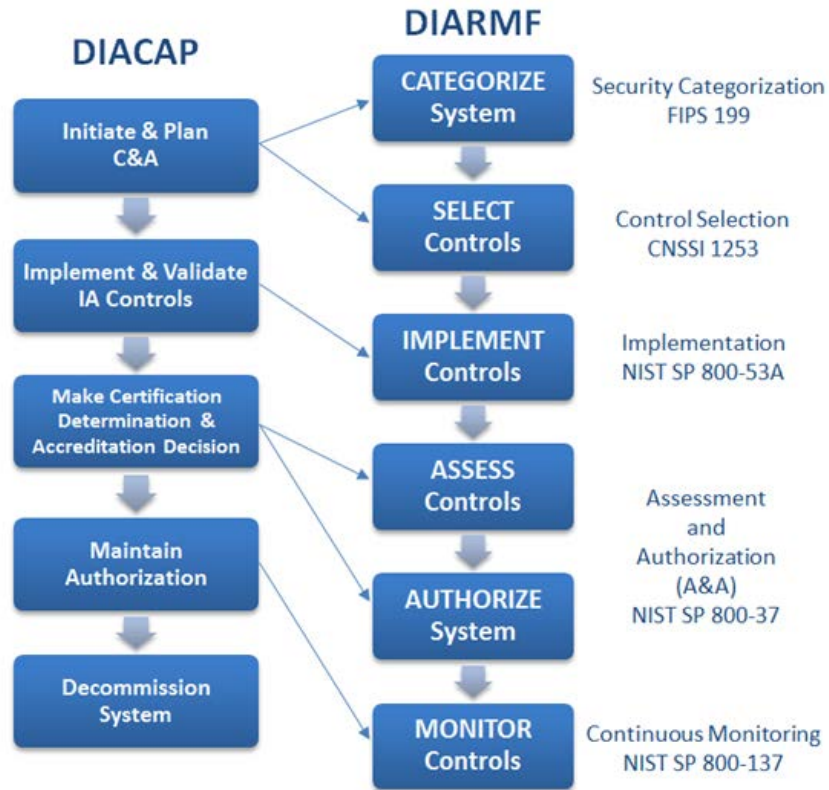 DIACAP
Initiate & Plan
C&A
Implement & Validate
IA Controls
Make Certification
Determination &
Accreditation Decision
Maintain
Authorization
Decommission
System
DIARMF
CATEGORIZE
System
SELECT
Controls
IMPLEMENT
Controls
ASSESS
Controls
AUTHORIZE
System
MONITOR
Controls
Security Categorization
FIPS 199
Control Selection
CNSSI 1253
Implementation
NIST SP 800-53A
Assessment
and
Authorization
(A&A)
NIST SP 800-37
Continuous Monitoring
NIST SP 800-137